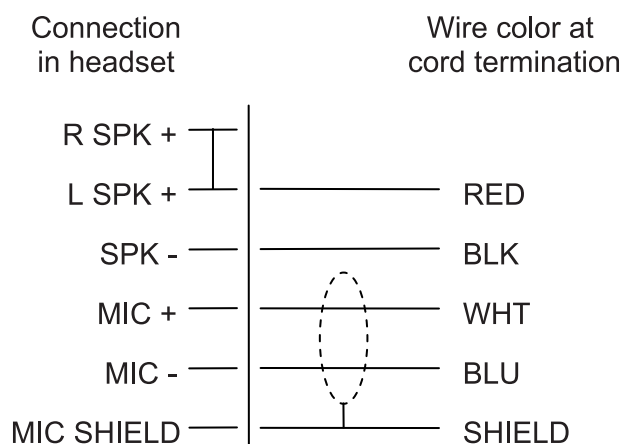 Connection
in headset
Wire color at
cord termination
R SPK +
L SPK +
RED
SPK -
BLK
MIC +
WHT
MIC -
BLU
MIC SHIELD
SHIELD